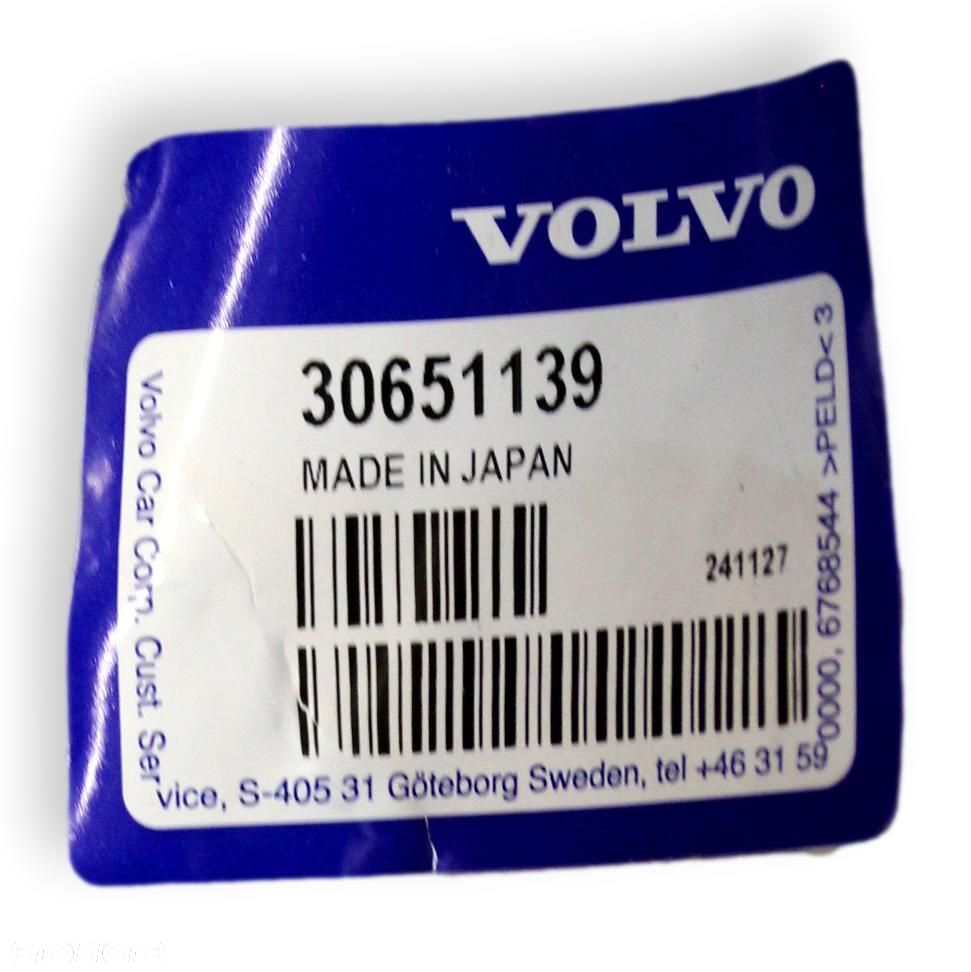 VOLVO
30651139
MADE IN JAPAN
241127
Volvo Car Corp. Cust. Service, S-405 31 Göteborg Sweden, tel +46 31 590000, 6768544 >PELD< 3